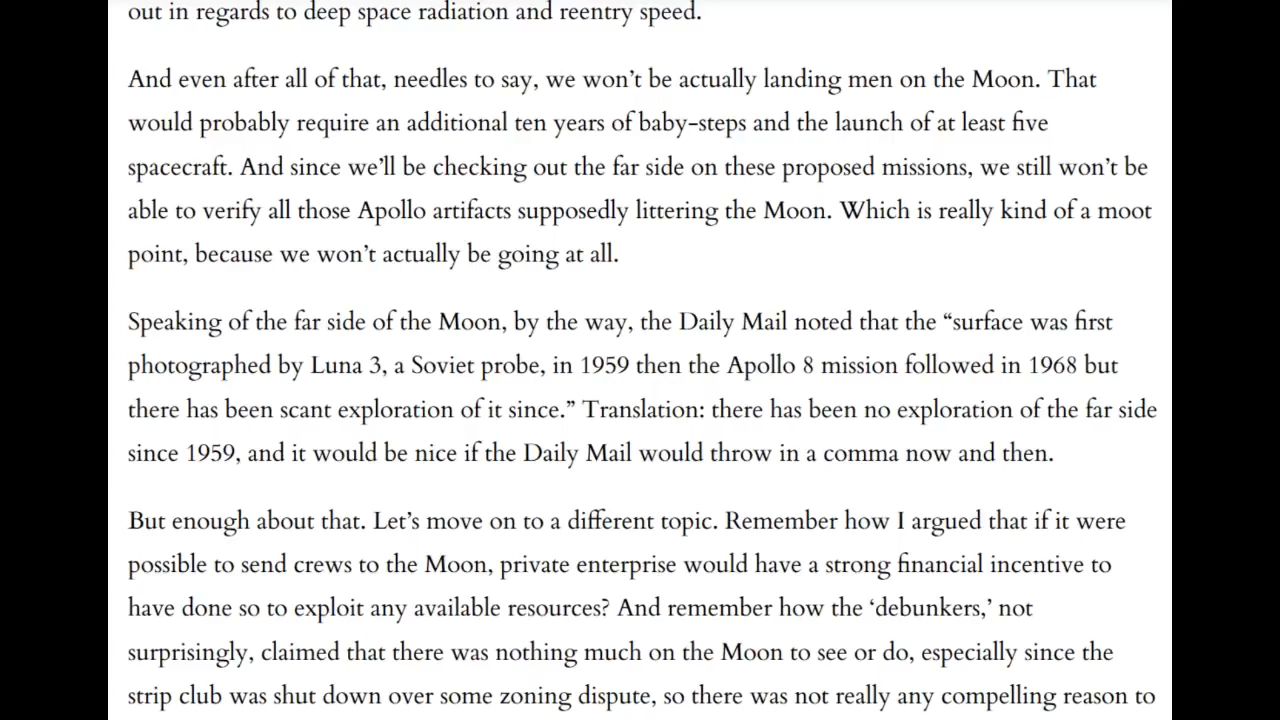 out in regards to deep space radiation and reentry speed.
And even after all of that, needles to say, we won’t be actually landing men on the Moon. That
would probably require an additional ten years of baby-steps and the launch of at least five
spacecraft. And since we’ll be checking out the far side on these proposed missions, we still won’t be
able to verify all those Apollo artifacts supposedly littering the Moon. Which is really kind of a moot
point, because we won’t actually be going at all.
Speaking of the far side of the Moon, by the way, the Daily Mail noted that the “surface was first
photographed by Luna 3, a Soviet probe, in 1959 then the Apollo 8 mission followed in 1968 but
there has been scant exploration of it since.” Translation: there has been no exploration of the far side
since 1959, and it would be nice if the Daily Mail would throw in a comma now and then.
But enough about that. Let’s move on to a different topic. Remember how I argued that if it were
possible to send crews to the Moon, private enterprise would have a strong financial incentive to
have done so to exploit any available resources? And remember how the ‘debunkers,’ not
surprisingly, claimed that there was nothing much on the Moon to see or do, especially since the
strip club was shut down over some zoning dispute, so there was not really any compelling reason to